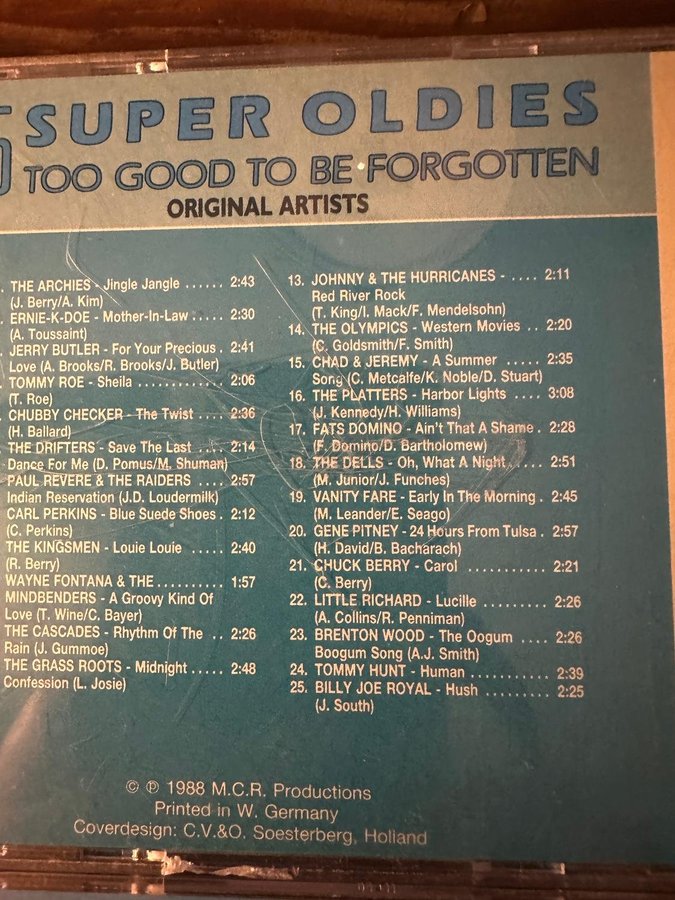 5 SUPER OLDIES
TOO GOOD TO BE FORGOTTEN
ORIGINAL ARTISTS
. THE ARCHIES - Jingle Jangle ...... 2:43
(J. Berry/A. Kim)
. ERNIE-K-DOE - Mother-In-Law ..... 2:30
(A. Toussaint)
. JERRY BUTLER - For Your Precious . 2:41
Love (A. Brooks/R. Brooks/J. Butler)
. TOMMY ROE - Sheila ............ 2:06
(T. Roe)
. CHUBBY CHECKER - The Twist ... 2:36
(H. Ballard)
THE DRIFTERS - Save The Last .... 2:14
Dance For Me (D. Pomus/M. Shuman)
PAUL REVERE & THE RAIDERS .... 2:57
Indian Reservation (J.D. Loudermilk)
CARL PERKINS - Blue Suede Shoes . 2:12
(C. Perkins)
THE KINGSMEN - Louie Louie ..... 2:40
(R. Berry)
WAYNE FONTANA & THE .......... 1:57
MINDBENDERS - A Groovy Kind Of
Love (T. Wine/C. Bayer)
THE CASCADES - Rhythm Of The .. 2:26
Rain (J. Gummoe)
THE GRASS ROOTS - Midnight ..... 2:48
Confession (L. Josie)
13. JOHNNY & THE HURRICANES - .... 2:11
Red River Rock
(T. King/I. Mack/F. Mendelsohn)
14. THE OLYMPICS - Western Movies .. 2:20
(C. Goldsmith/F. Smith)
15. CHAD & JEREMY - A Summer ..... 2:35
Song (C. Metcalfe/K. Noble/D. Stuart)
16. THE PLATTERS - Harbor Lights .... 3:08
(J. Kennedy/H. Williams)
17. FATS DOMINO - Ain't That A Shame . 2:28
(F. Domino/D. Bartholomew)
18. THE DELLS - Oh, What A Night ..... 2:51
(M. Junior/J. Funches)
19. VANITY FARE - Early In The Morning . 2:45
(M. Leander/E. Seago)
20. GENE PITNEY - 24 Hours From Tulsa . 2:57
(H. David/B. Bacharach)
21. CHUCK BERRY - Carol ........... 2:21
(C. Berry)
22. LITTLE RICHARD - Lucille ......... 2:26
(A. Collins/R. Penniman)
23. BRENTON WOOD - The Oogum .... 2:26
Boogum Song (A.J. Smith)
24. TOMMY HUNT - Human ........... 2:39
25. BILLY JOE ROYAL - Hush ......... 2:25
(J. South)
© ℗ 1988 M.C.R. Productions
Printed in W. Germany
Coverdesign: C.V.&O. Soesterberg, Holland